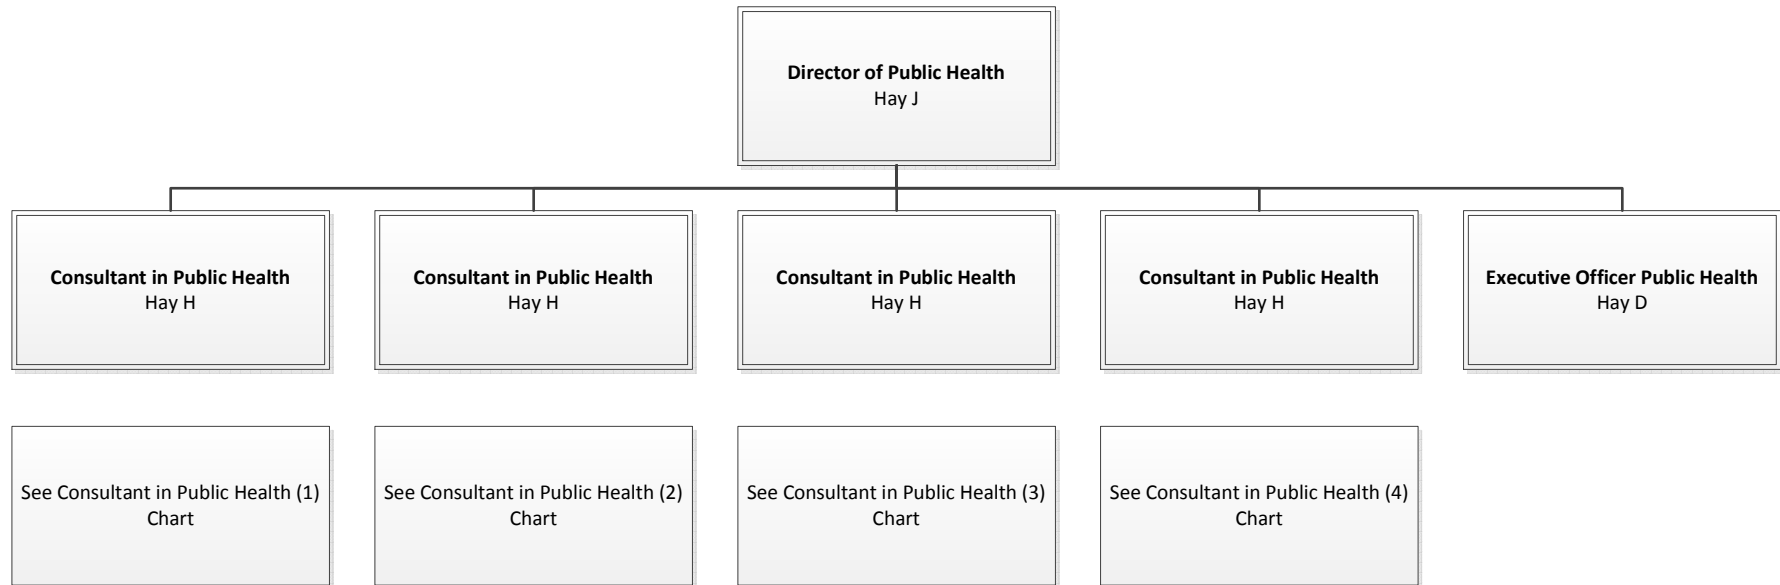 Director of Public Health
Hay J
Consultant in Public Health
Hay H
Consultant in Public Health
Hay H
Consultant in Public Health
Hay H
Consultant in Public Health
Hay H
Executive Officer Public Health
Hay D
See Consultant in Public Health (1)
Chart
See Consultant in Public Health (2)
Chart
See Consultant in Public Health (3)
Chart
See Consultant in Public Health (4)
Chart